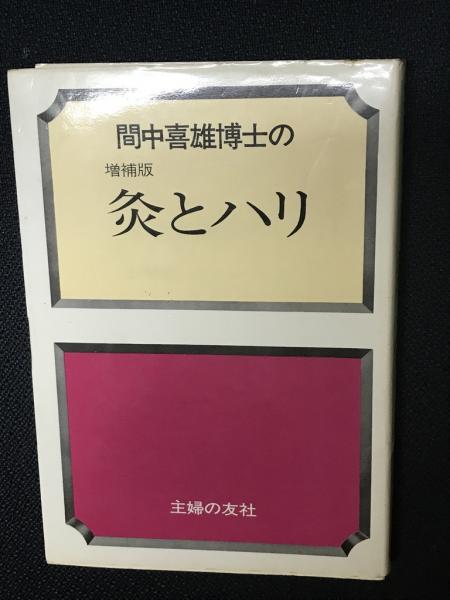 間中喜雄博士の
増補版
灸とハリ
主婦の友社